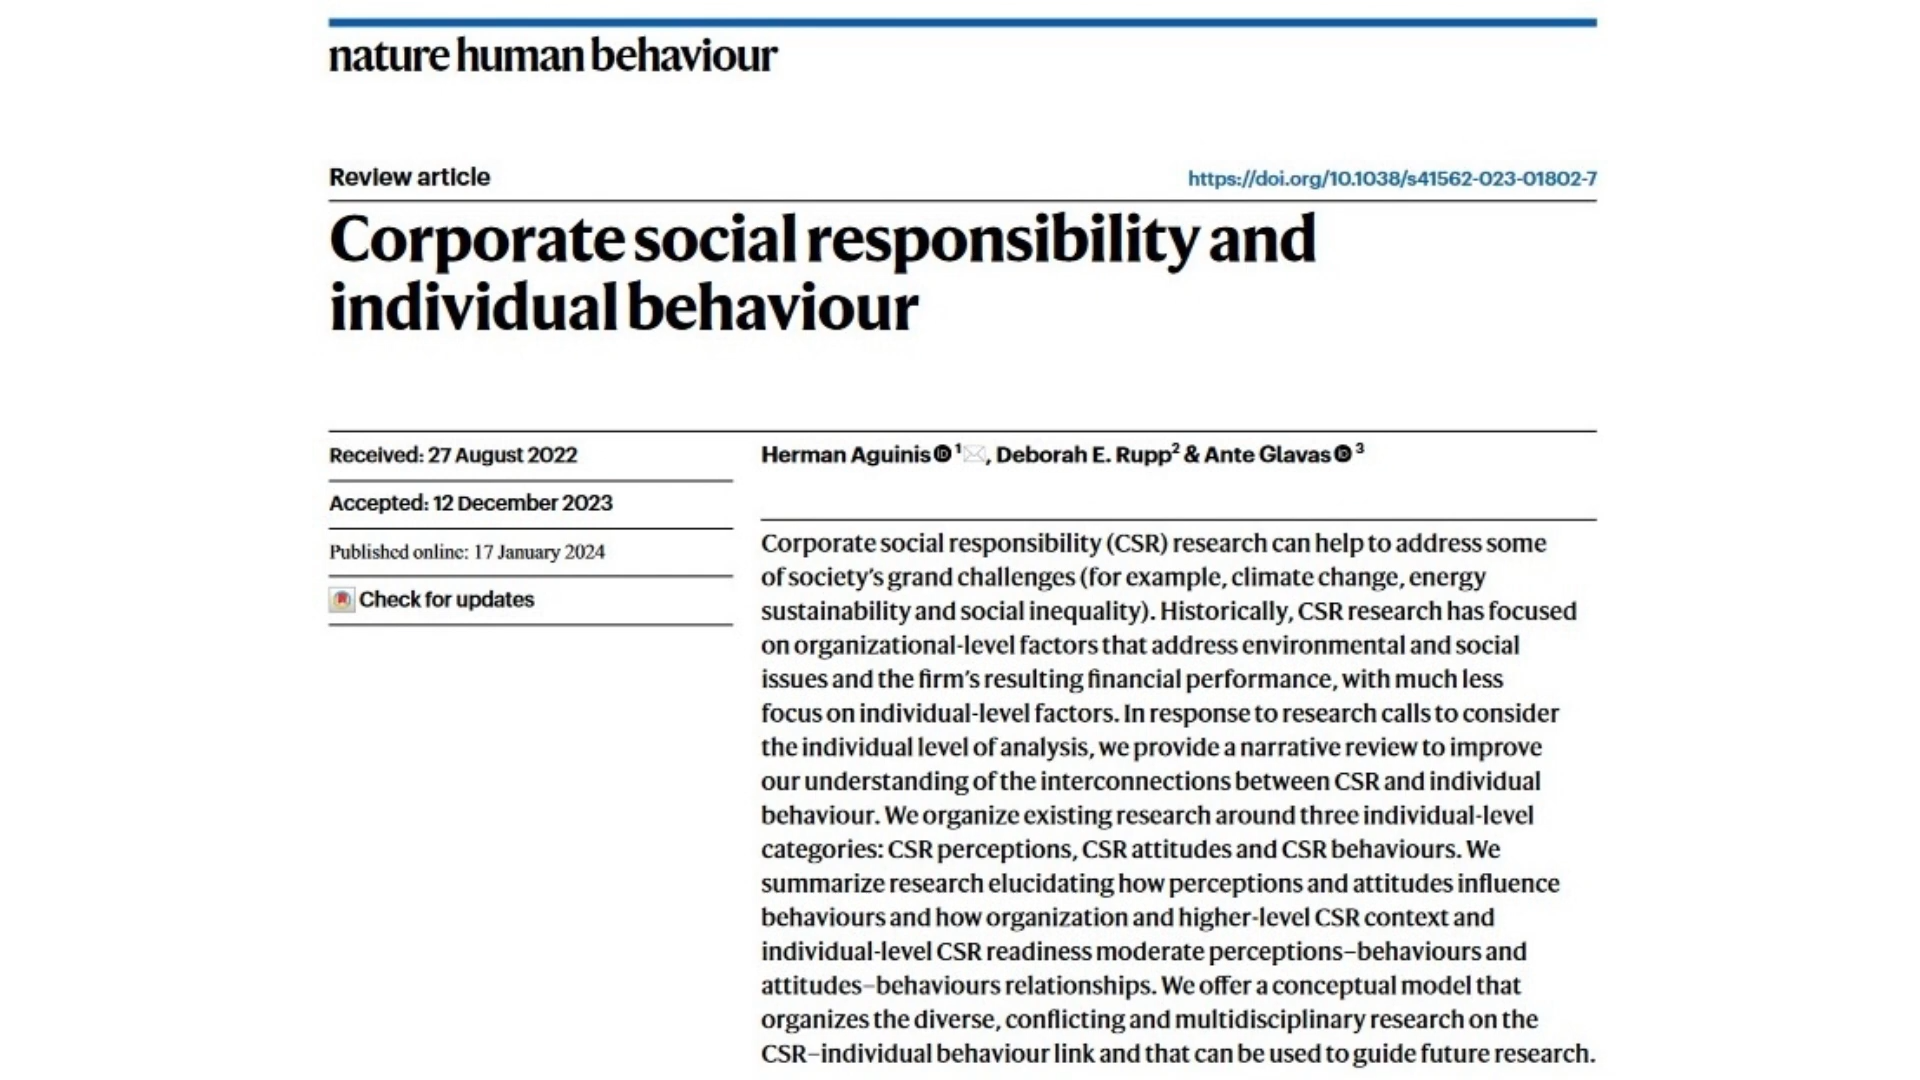 nature human behaviour
Review article
https://doi.org/10.1038/s41562-023-01802-7
Corporate social responsibility and
individual behaviour
Received: 27 August 2022
Accepted: 12 December 2023
Published online: 17 January 2024
Check for updates
Herman Aguinis 1, Deborah E. Rupp2 & Ante Glavas 3
Corporate social responsibility (CSR) research can help to address some
of society's grand challenges (for example, climate change, energy
sustainability and social inequality). Historically, CSR research has focused
on organizational-level factors that address environmental and social
issues and the firm's resulting financial performance, with much less
focus on individual-level factors. In response to research calls to consider
the individual level of analysis, we provide a narrative review to improve
our understanding of the interconnections between CSR and individual
behaviour. We organize existing research around three individual-level
categories: CSR perceptions, CSR attitudes and CSR behaviours. We
summarize research elucidating how perceptions and attitudes influence
behaviours and how organization and higher-level CSR context and
individual-level CSR readiness moderate perceptions–behaviours and
attitudes–behaviours relationships. We offer a conceptual model that
organizes the diverse, conflicting and multidisciplinary research on the
CSR–individual behaviour link and that can be used to guide future research.